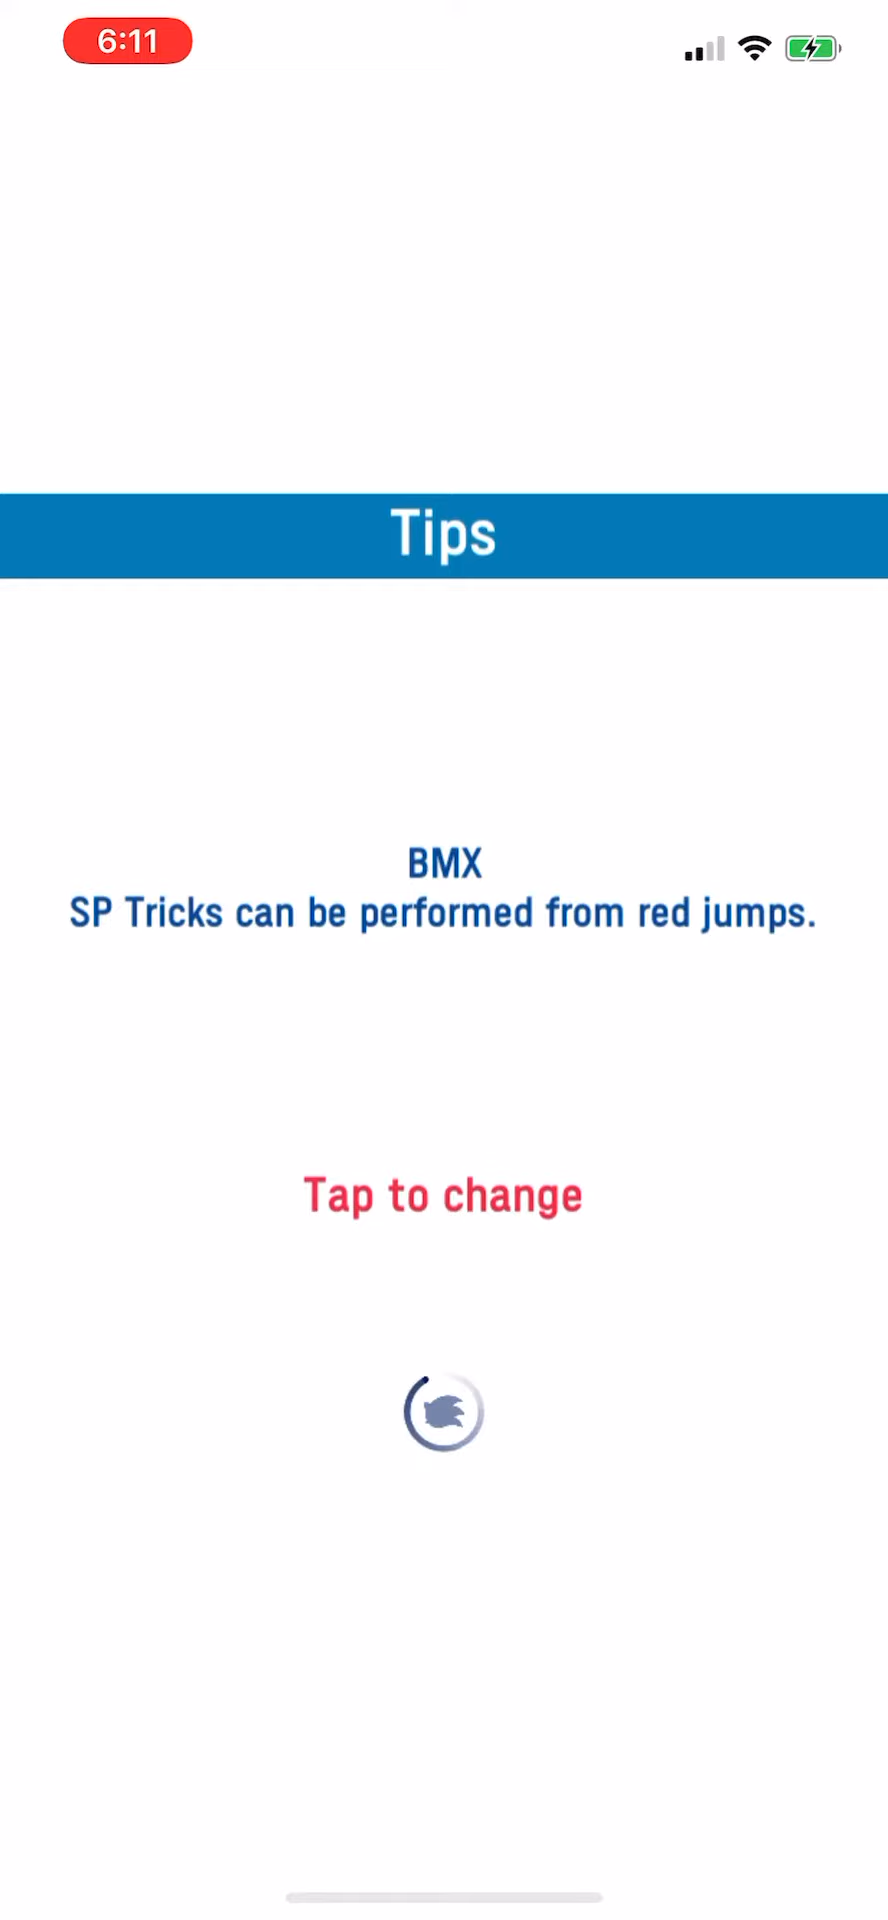 6:11
Tips
BMX
SP Tricks can be performed from red jumps.
Tap to change